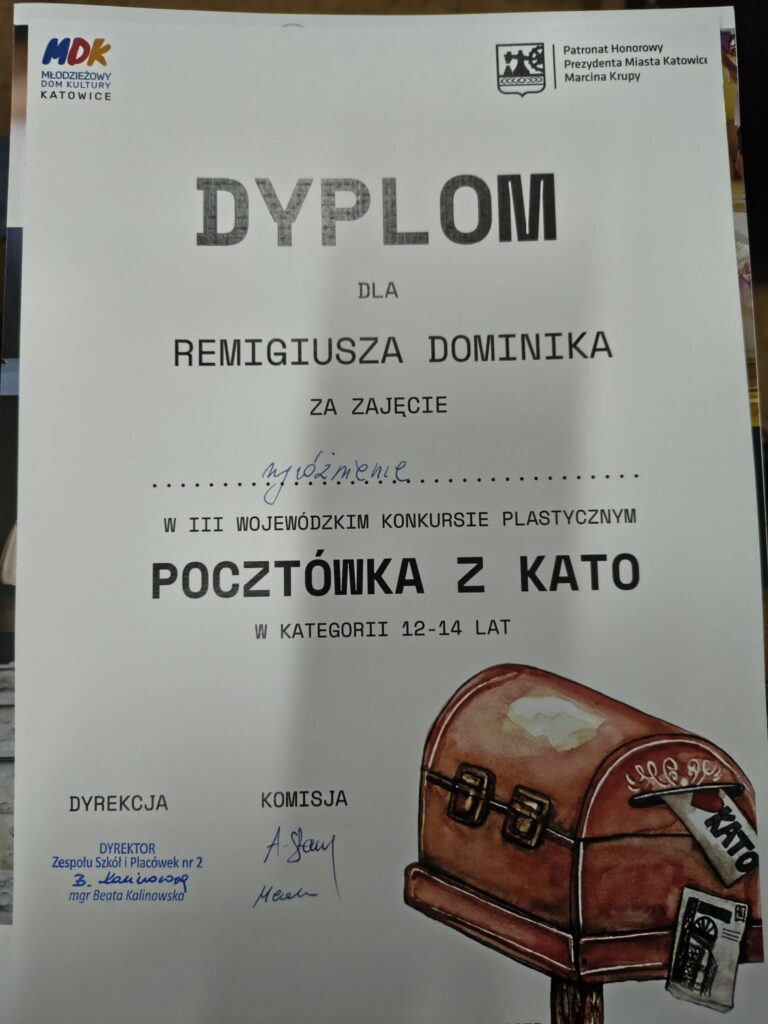 MDK
MŁODZIEŻOWY
DOM KULTURY
KATOWICE
Patronat Honorowy
Prezydenta Miasta Katowice
Marcina Krupy
DYPLOM
DLA
REMIGIUSZA DOMINIKA
ZA ZAJĘCIE
wyróżnienie
W III WOJEWÓDZKIM KONKURSIE PLASTYCZNYM
POCZTÓWKA Z KATO
W KATEGORII 12-14 LAT
DYREKCJA
KOMISJA
DYREKTOR
Zespołu Szkół i Placówek nr 2
B. Kalinowska
mgr Beata Kalinowska
KATO